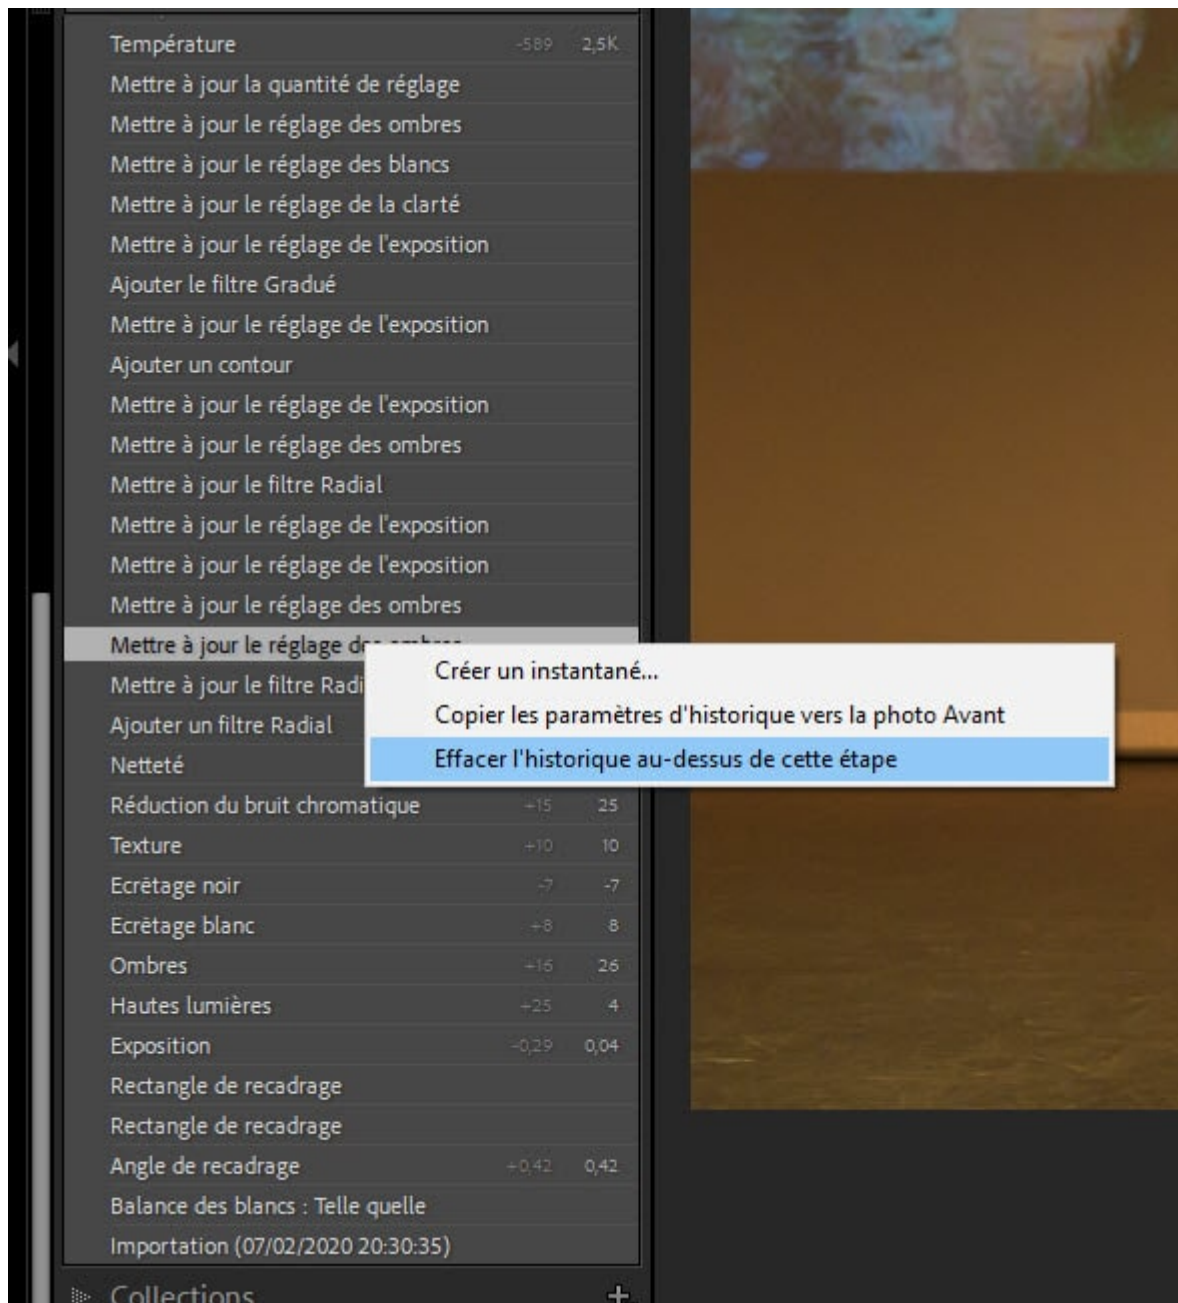 Température -589 2,5K
Mettre à jour la quantité de réglage
Mettre à jour le réglage des ombres
Mettre à jour le réglage des blancs
Mettre à jour le réglage de la clarté
Mettre à jour le réglage de l'exposition
Ajouter le filtre Gradué
Mettre à jour le réglage de l'exposition
Ajouter un contour
Mettre à jour le réglage de l'exposition
Mettre à jour le réglage des ombres
Mettre à jour le filtre Radial
Mettre à jour le réglage de l'exposition
Mettre à jour le réglage de l'exposition
Mettre à jour le réglage des ombres
Mettre à jour le réglage des ombres
Créer un instantané...
Mettre à jour le filtre Radi
Copier les paramètres d'historique vers la photo Avant
Ajouter un filtre Radial
Effacer l'historique au-dessus de cette étape
Netteté
Réduction du bruit chromatique +15 25
Texture +10 10
Ecrêtage noir -7 -7
Ecrêtage blanc +8 8
Ombres +16 26
Hautes lumières +25 4
Exposition -0,29 0,04
Rectangle de recadrage
Rectangle de recadrage
Angle de recadrage +0,42 0,42
Balance des blancs : Telle quelle
Importation (07/02/2020 20:30:35)
Collections +